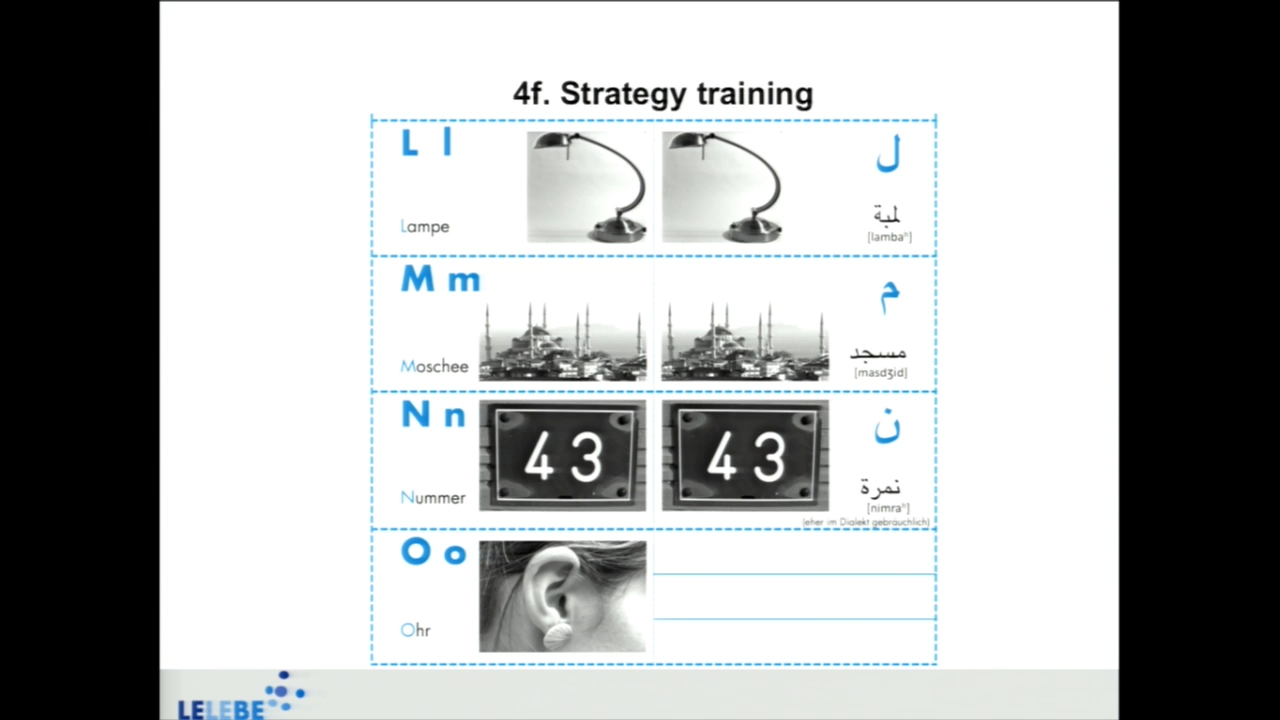 4f. Strategy training
L l
ل
Lampe
لمبة
[lambaʰ]
M m
م
Moschee
مسجد
[masdʒid]
N n
43
43
ن
Nummer
نمرة
[nimraʰ]
(eher im Dialekt gebräuchlich)
O o
Ohr
LELEBE